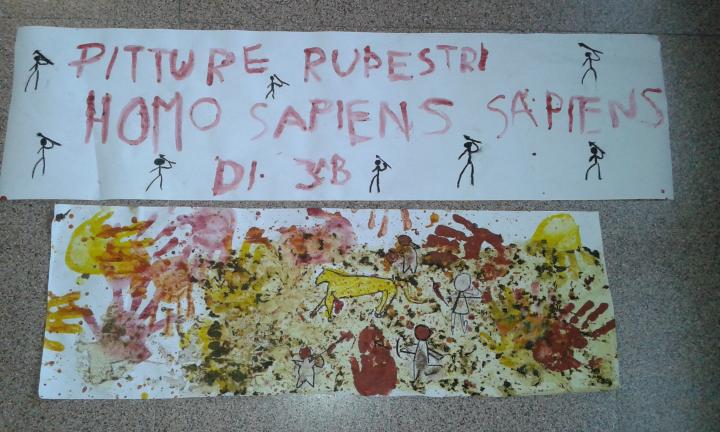 PITTURE RUPESTRI
HOMO SAPIENS SAPIENS
DI 3B